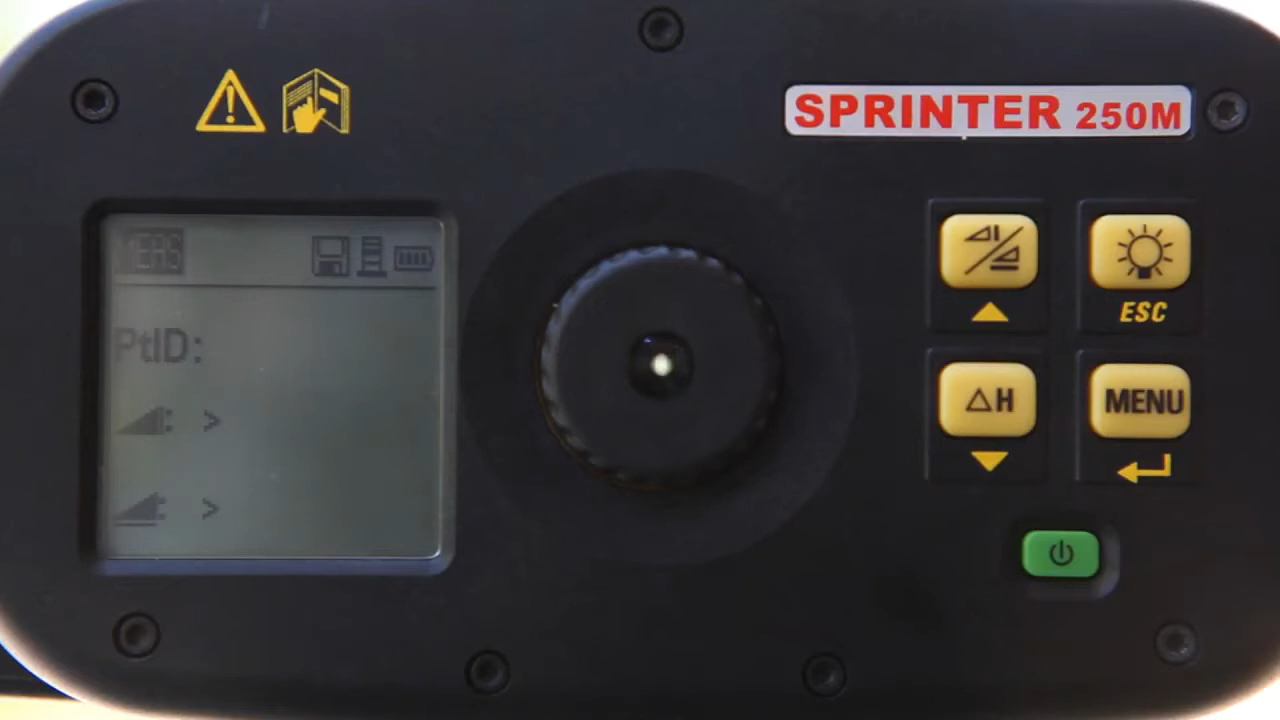 SPRINTER 250M
PtID:
>
>
ESC
ΔH
MENU